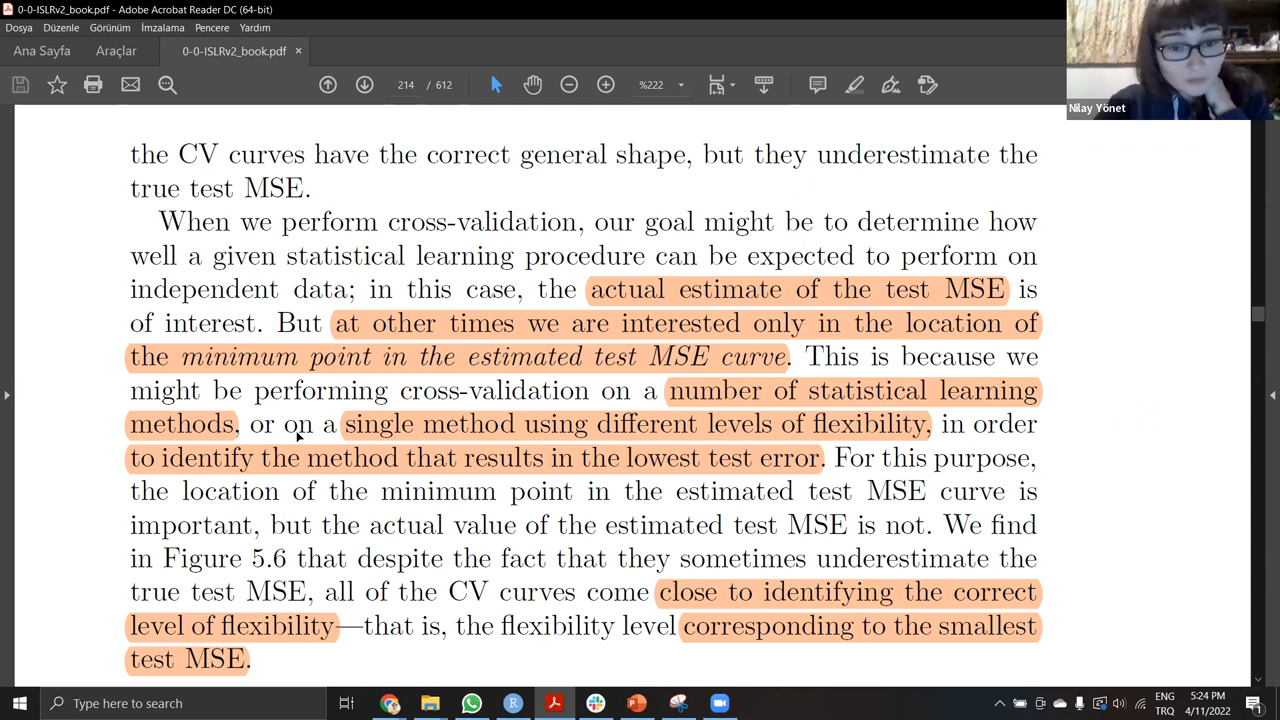 0-0-ISLRv2_book.pdf - Adobe Acrobat Reader DC (64-bit)
Dosya Düzenle Görünüm İmzalama Pencere Yardım
Ana Sayfa Araçlar 0-0-ISLRv2_book.pdf ×
214 / 612 %222
Nilay Yönet
the CV curves have the correct general shape, but they underestimate the
true test MSE.
When we perform cross-validation, our goal might be to determine how
well a given statistical learning procedure can be expected to perform on
independent data; in this case, the actual estimate of the test MSE is
of interest. But at other times we are interested only in the location of
the minimum point in the estimated test MSE curve. This is because we
might be performing cross-validation on a number of statistical learning
methods, or on a single method using different levels of flexibility, in order
to identify the method that results in the lowest test error. For this purpose,
the location of the minimum point in the estimated test MSE curve is
important, but the actual value of the estimated test MSE is not. We find
in Figure 5.6 that despite the fact that they sometimes underestimate the
true test MSE, all of the CV curves come close to identifying the correct
level of flexibility—that is, the flexibility level corresponding to the smallest
test MSE.
Type here to search
ENG 5:24 PM
TRQ 4/11/2022